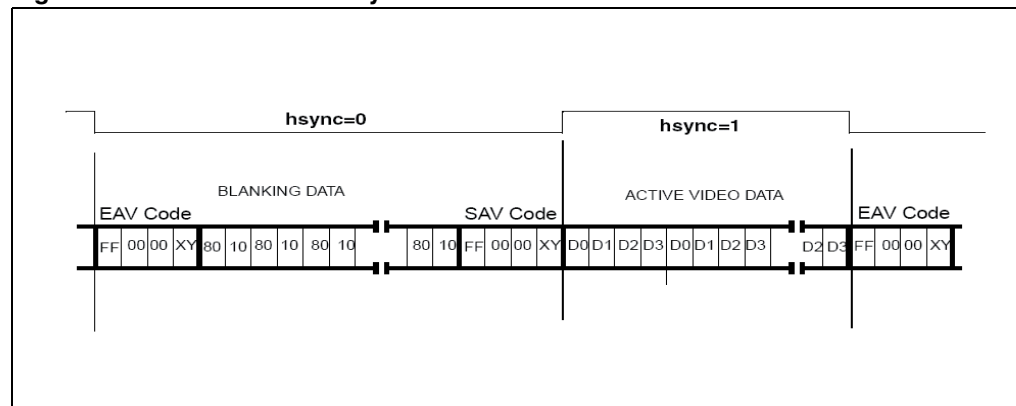 hsync=0
hsync=1
BLANKING DATA
ACTIVE VIDEO DATA
EAV Code
SAV Code
EAV Code
FF 00 00 XY 80 10 80 10 80 10 80 10 FF 00 00 XY D0 D1 D2 D3 D0 D1 D2 D3 D2 D3 FF 00 00 XY